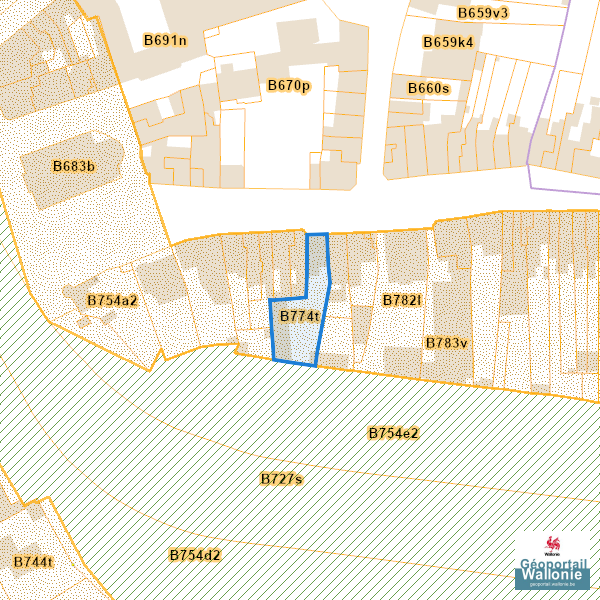 B659v3
B691n
B659k4
B670p
B660s
B683b
B754a2
B782l
B774t
B783v
B754e2
B727s
B754d2
B744t
Wallonie
Géoportail
Wallonie
geoportail.wallonie.be